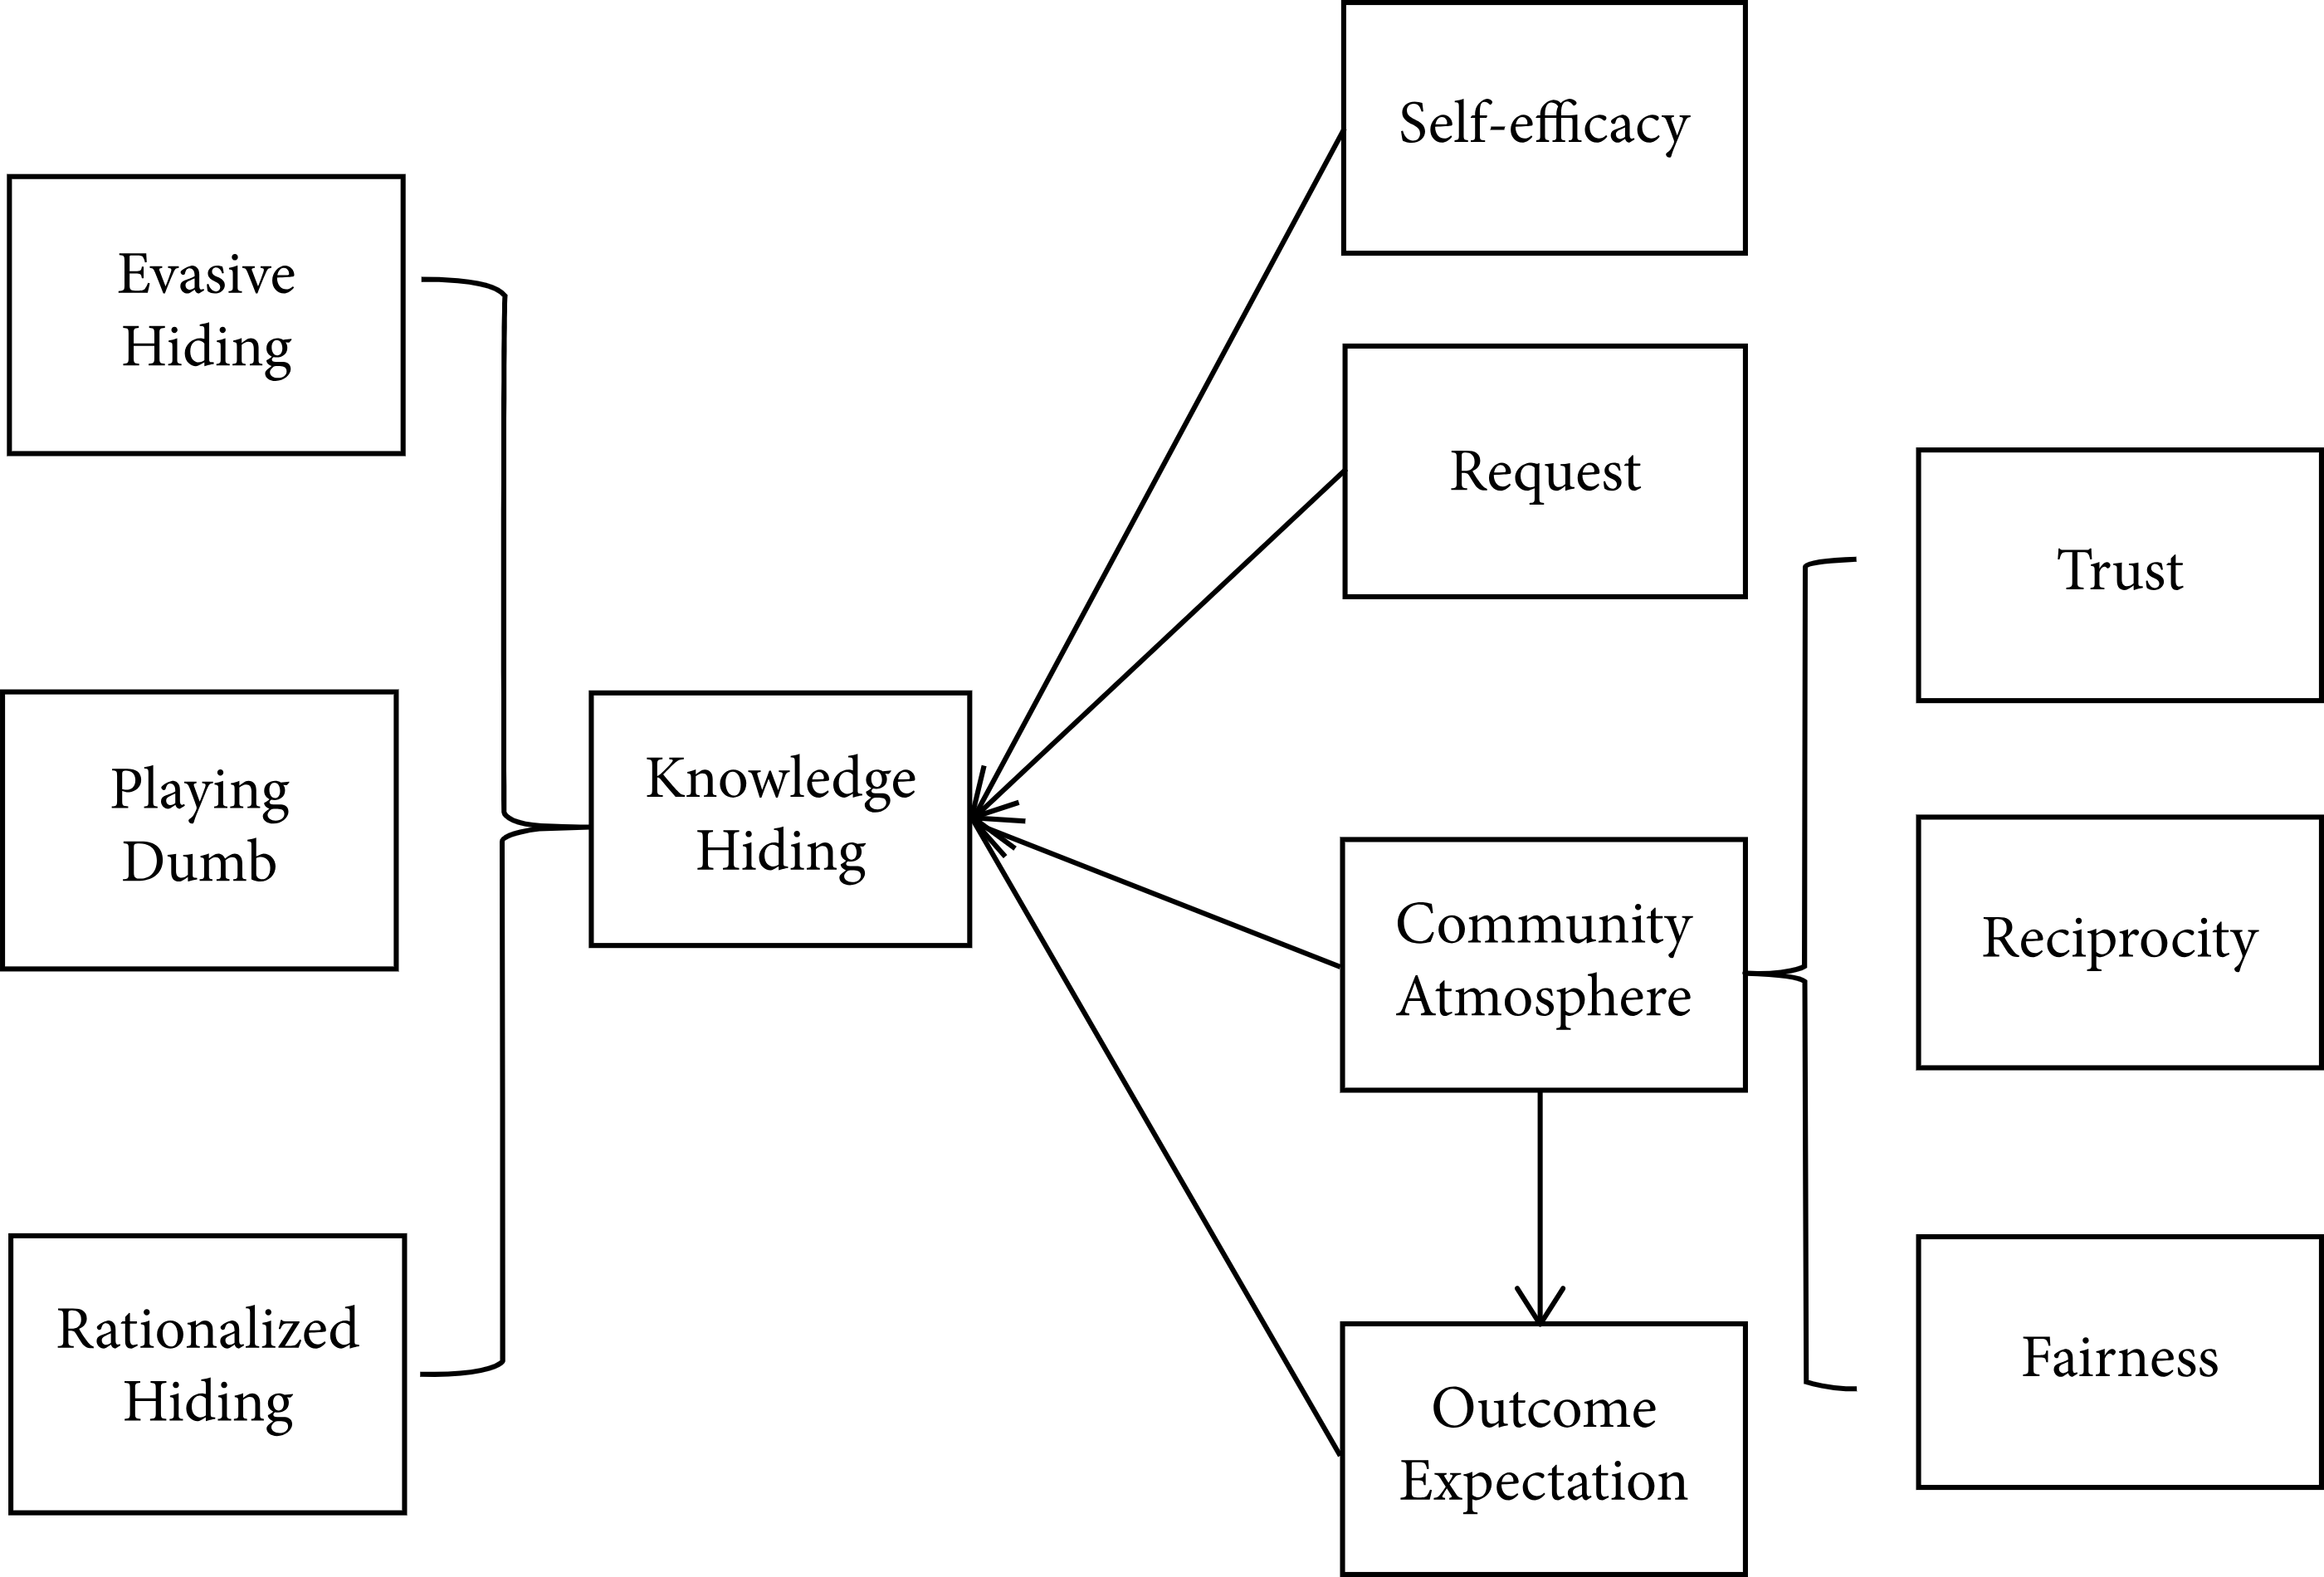 Evasive
Hiding
Playing
Dumb
Rationalized
Hiding
Knowledge
Hiding
Self-efficacy
Request
Community
Atmosphere
Outcome
Expectation
Trust
Reciprocity
Fairness